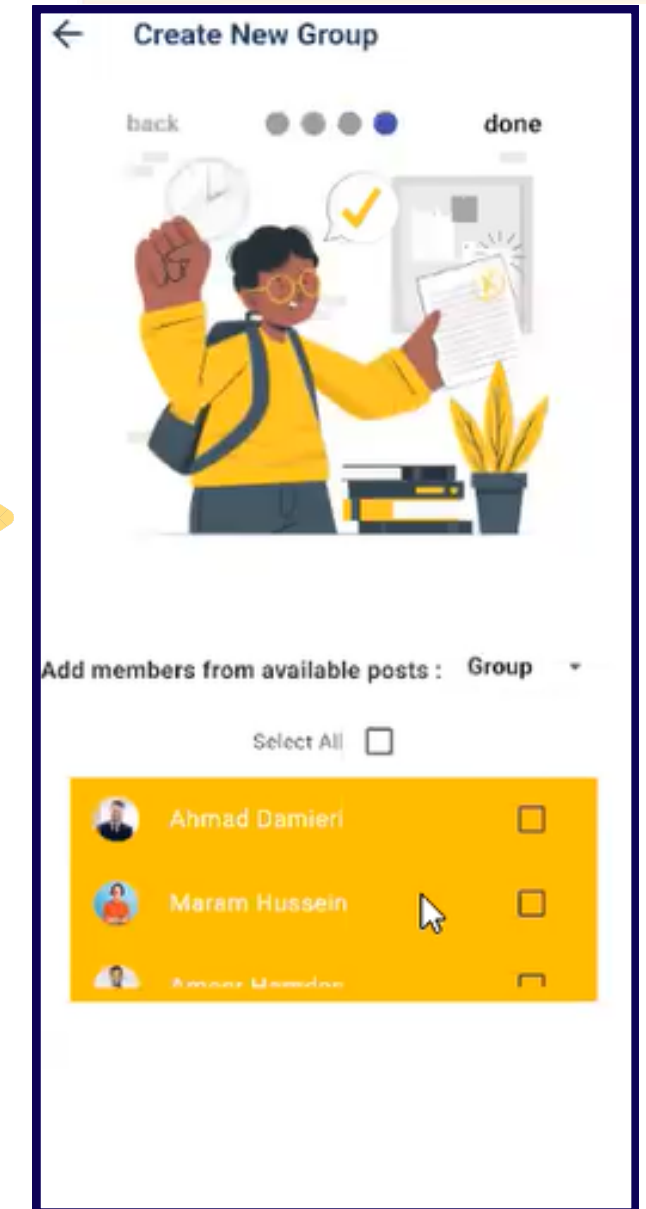 Create New Group
back done
Add members from available posts : Group
Select All
Ahmad Damieri
Maram Hussein